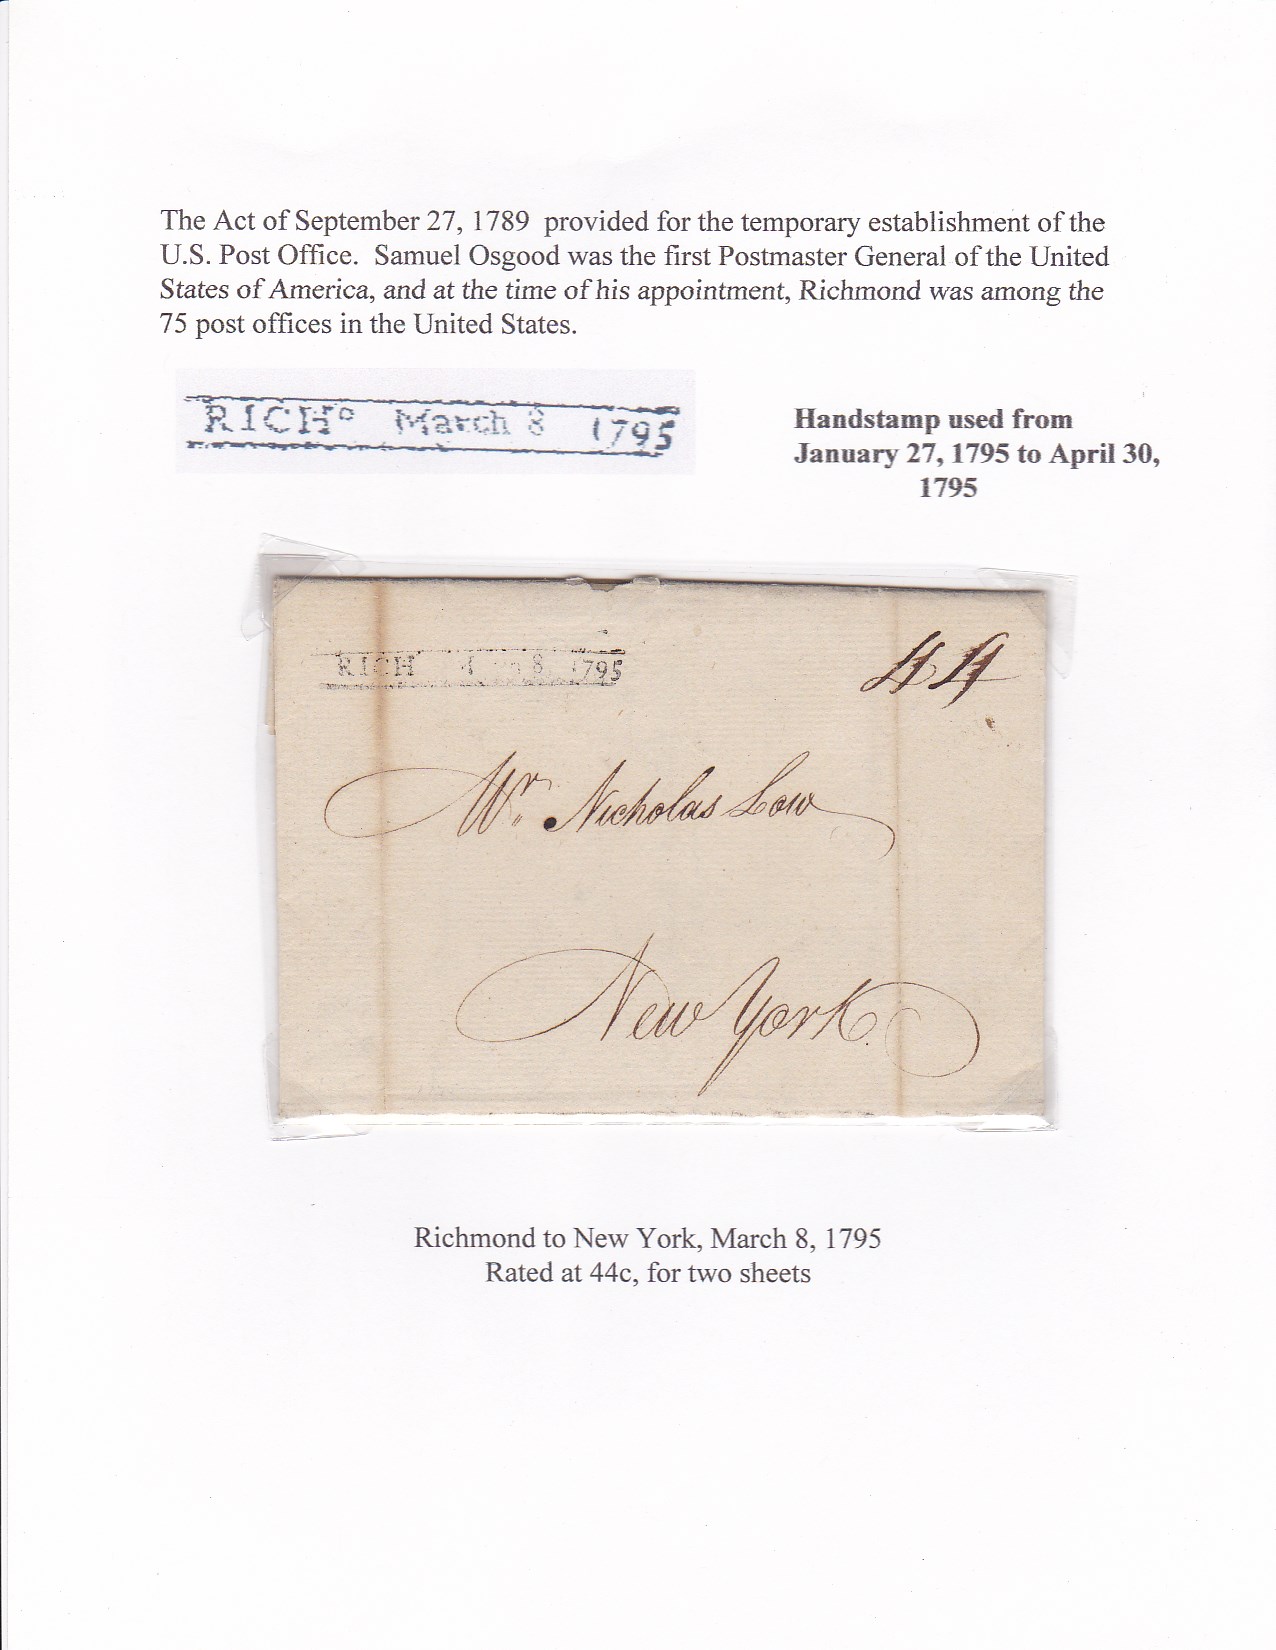 The Act of September 27, 1789 provided for the temporary establishment of the
U.S. Post Office. Samuel Osgood was the first Postmaster General of the United
States of America, and at the time of his appointment, Richmond was among the
75 post offices in the United States.
RICHo March 8 1795
Handstamp used from
January 27, 1795 to April 30,
1795
RICH 8 1795
44
Mr. Nicholas Low
New York.
Richmond to New York, March 8, 1795
Rated at 44c, for two sheets